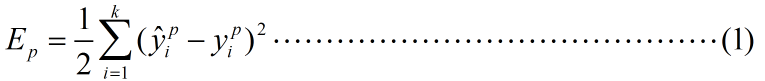 E_p = \frac{1}{2} \sum_{i=1}^{k} (\hat{y}_i^p - y_i^p)^2 ⋯⋯⋯⋯⋯⋯⋯⋯⋯⋯⋯⋯⋯⋯ (1)